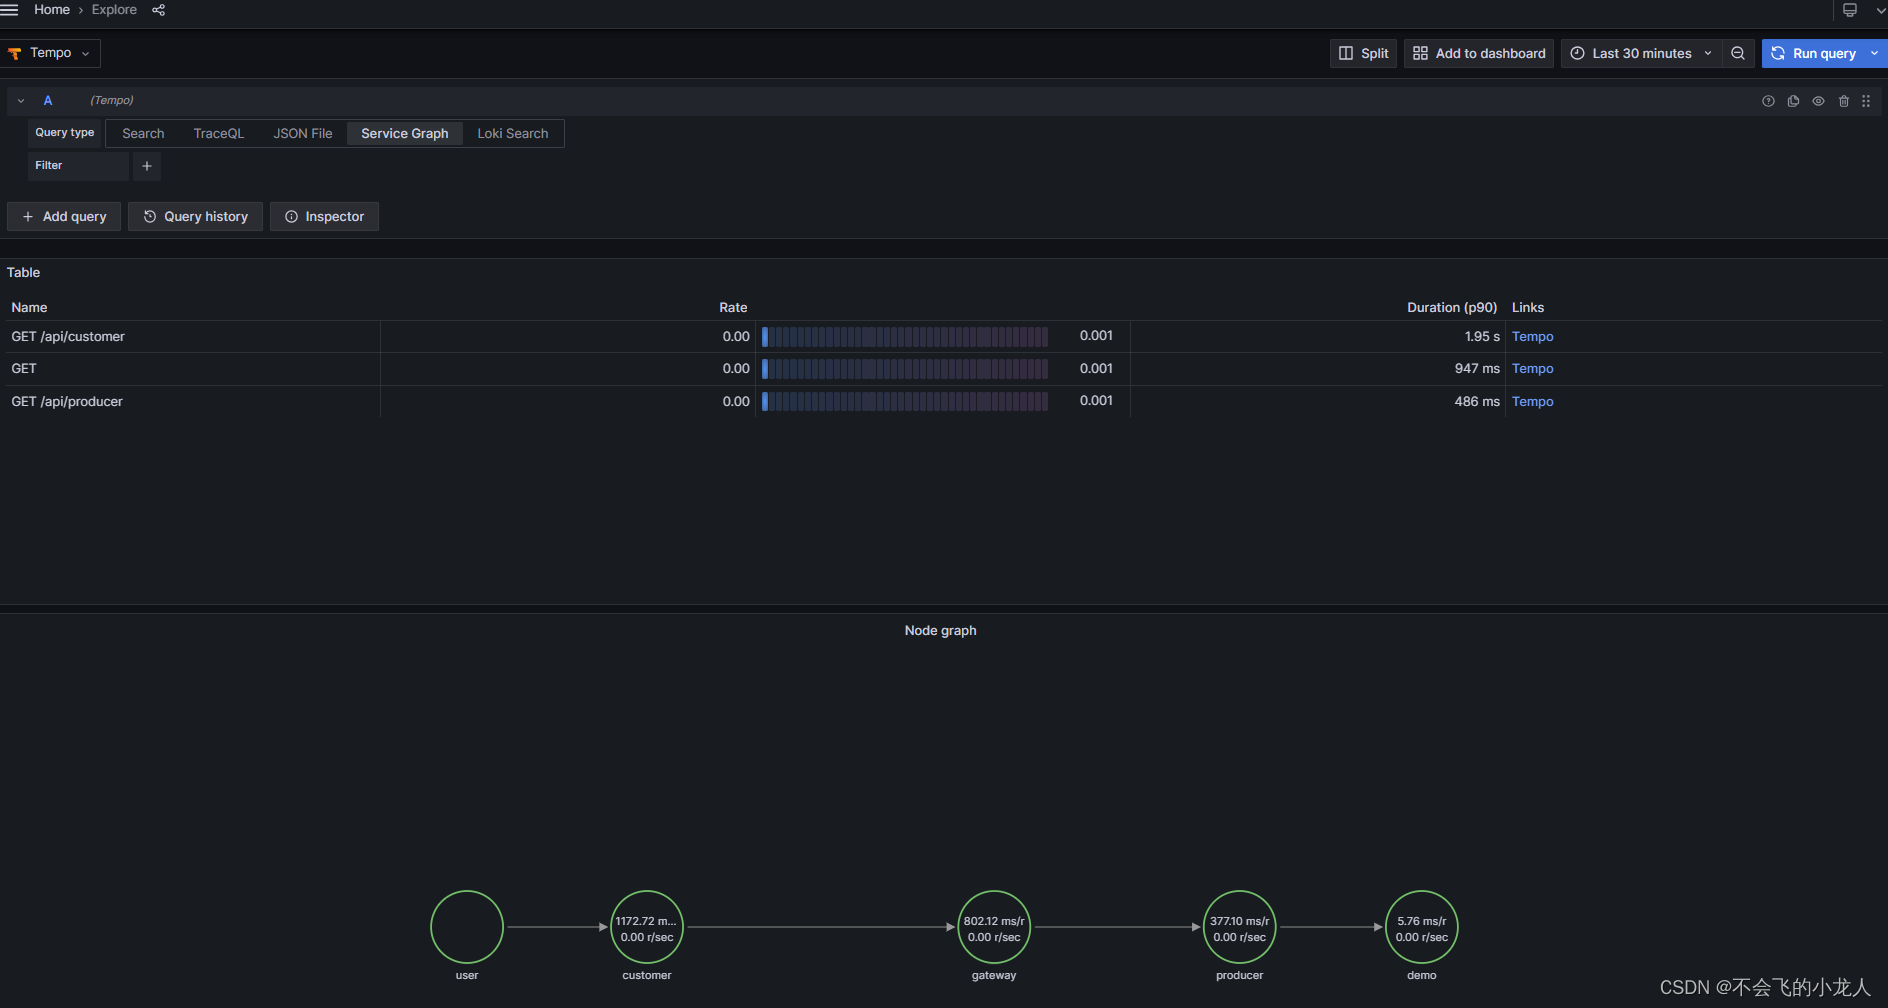 Home › Explore
Tempo
Split
Add to dashboard
Last 30 minutes
Run query
A (Tempo)
Query type Search TraceQL JSON File Service Graph Loki Search
Filter +
+ Add query
Query history
Inspector
Table
Name Rate Duration (p90) Links
GET /api/customer 0.00 0.001 1.95 s Tempo
GET 0.00 0.001 947 ms Tempo
GET /api/producer 0.00 0.001 486 ms Tempo
Node graph
1172.72 m... 802.12 ms/r 377.10 ms/r 5.76 ms/r
0.00 r/sec 0.00 r/sec 0.00 r/sec 0.00 r/sec
user customer gateway producer demo
CSDN @不会飞的小龙人